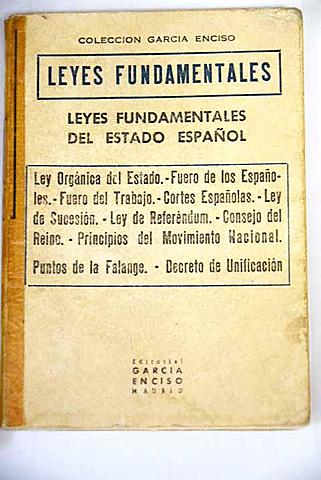 COLECCION GARCIA ENCISO
LEYES FUNDAMENTALES
LEYES FUNDAMENTALES
DEL ESTADO ESPAÑOL
Ley Orgánica del Estado.-Fuero de los Españo-
les.-Fuero del Trabajo.-Cortes Españolas.-Ley
de Sucesión.-Ley de Referéndum.-Consejo del
Reino.-Principios del Movimiento Nacional.
Puntos de la Falange. - Decreto de Unificación
Editorial
GARCIA
ENCISO
MADRID